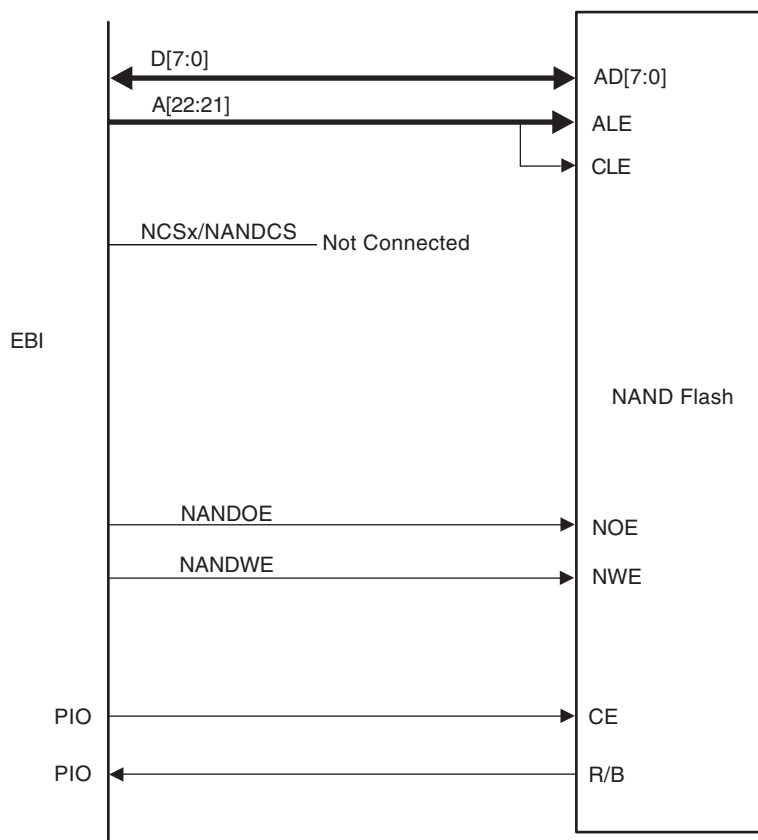 D[7:0]
AD[7:0]
A[22:21]
ALE
CLE
NCSx/NANDCS
Not Connected
EBI
NAND Flash
NANDOE
NOE
NANDWE
NWE
PIO
CE
PIO
R/B